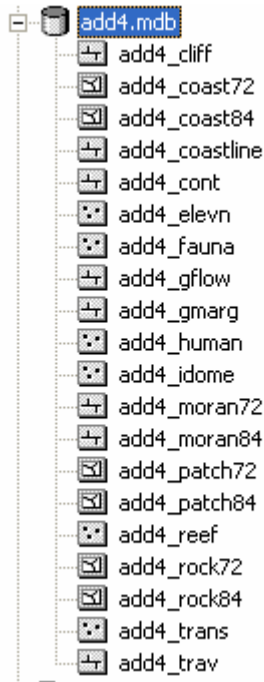 add4.mdb
add4_cliff
add4_coast72
add4_coast84
add4_coastline
add4_cont
add4_elevn
add4_fauna
add4_gflow
add4_gmarg
add4_human
add4_idome
add4_moran72
add4_moran84
add4_patch72
add4_patch84
add4_reef
add4_rock72
add4_rock84
add4_trans
add4_trav